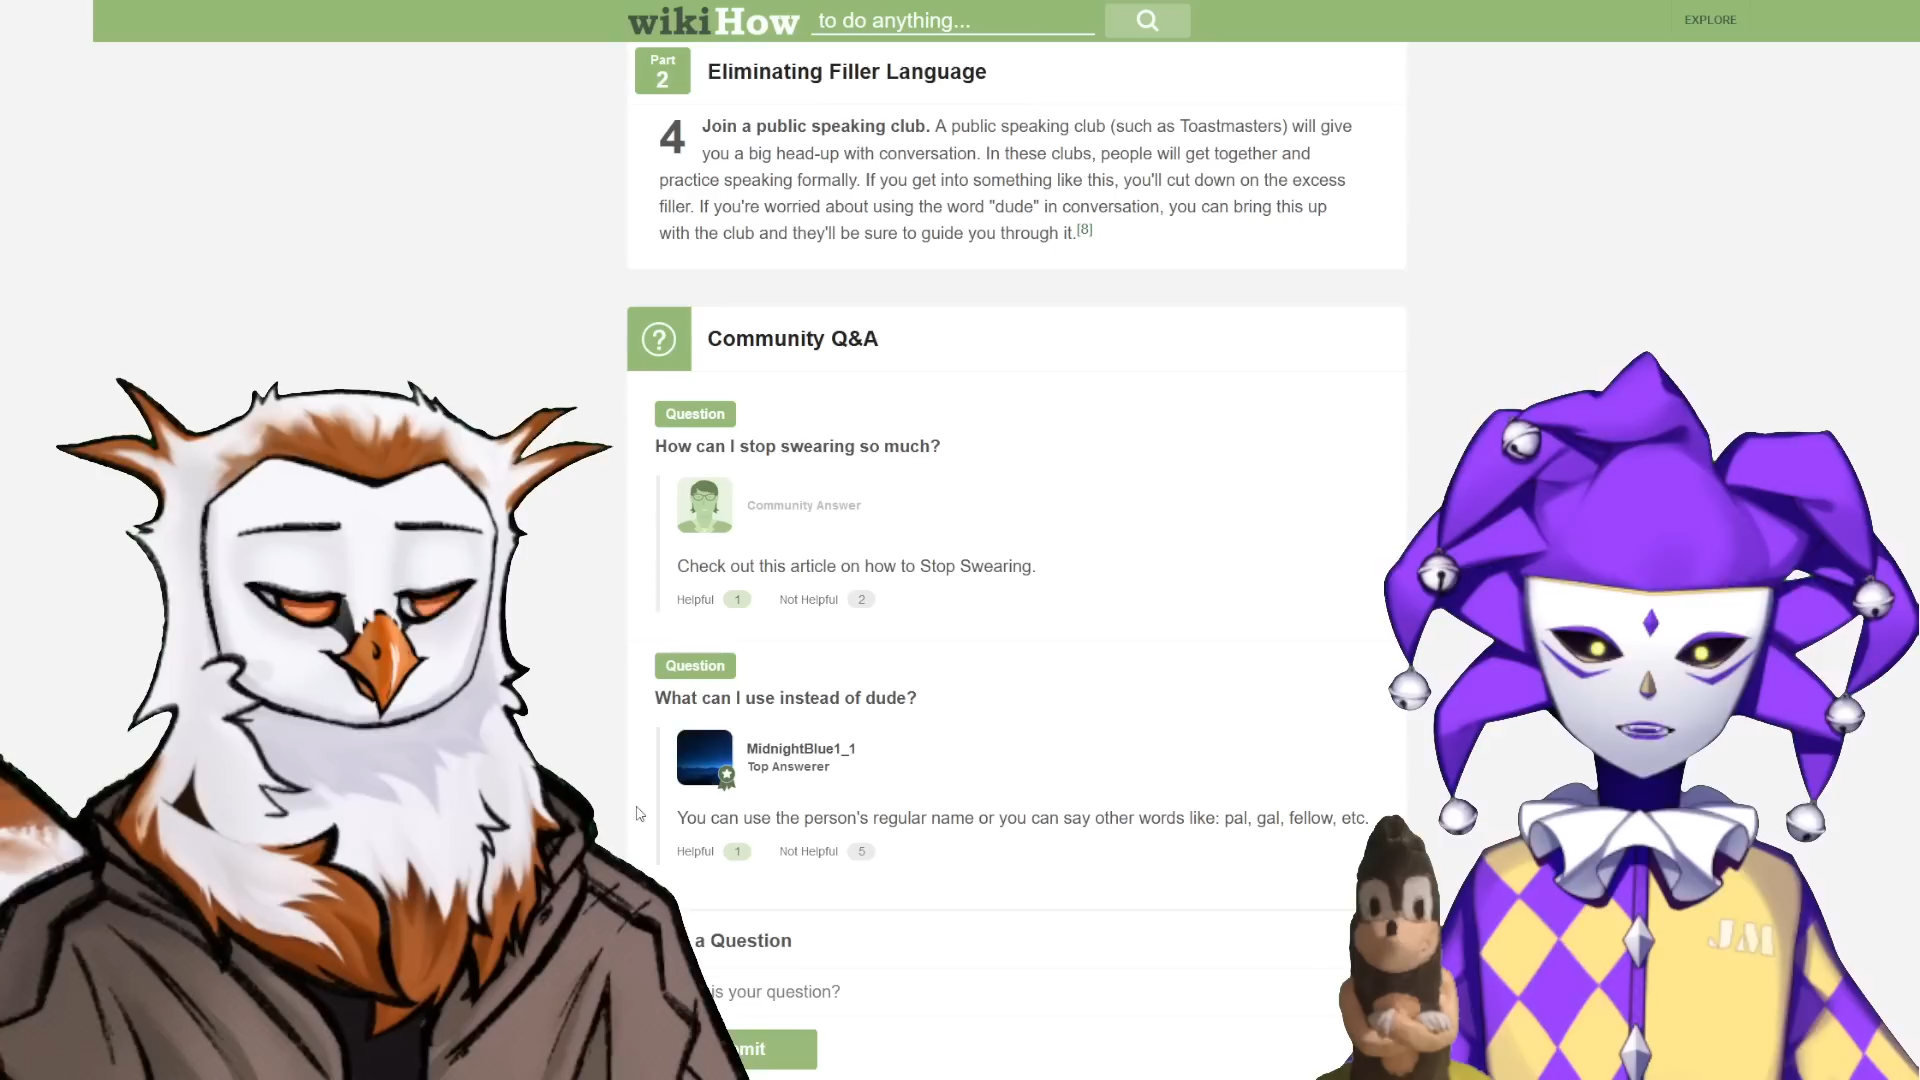 wikiHow to do anything... EXPLORE
Part
2
Eliminating Filler Language
4 Join a public speaking club. A public speaking club (such as Toastmasters) will give
you a big head-up with conversation. In these clubs, people will get together and
practice speaking formally. If you get into something like this, you'll cut down on the excess
filler. If you're worried about using the word "dude" in conversation, you can bring this up
with the club and they'll be sure to guide you through it.[8]
? Community Q&A
Question
How can I stop swearing so much?
Community Answer
Check out this article on how to Stop Swearing.
Helpful 1 Not Helpful 2
Question
What can I use instead of dude?
MidnightBlue1_1
Top Answerer
You can use the person's regular name or you can say other words like: pal, gal, fellow, etc.
Helpful 1 Not Helpful 5
a Question
is your question?
mit
JM